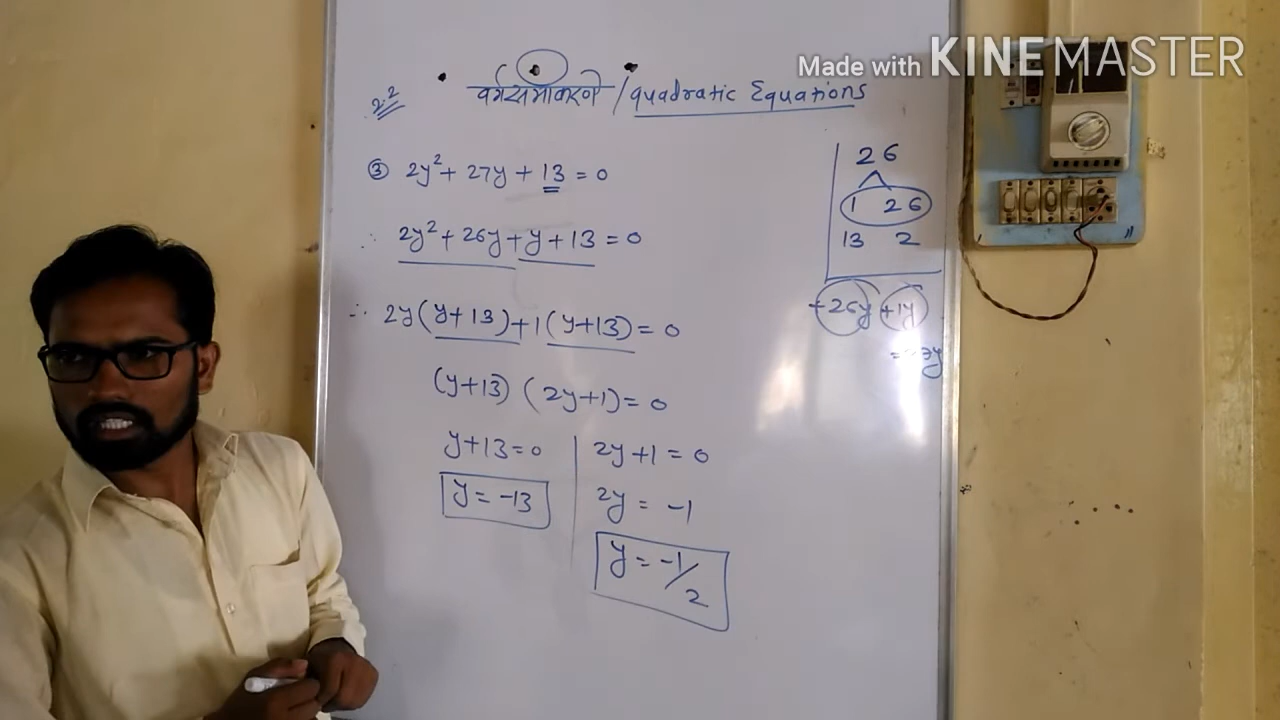 Made with KINEMASTER
2.2 वर्गसमीकरणे / quadratic Equations
③ 2y² + 27y + 13 = 0
∴ 2y² + 26y + y + 13 = 0
∴ 2y(y+13) + 1(y+13) = 0
(y+13) (2y+1) = 0
y+13=0 | 2y+1=0
y = -13
2y = -1
y = -1/2
26
1 26
13 2
+26y +1y